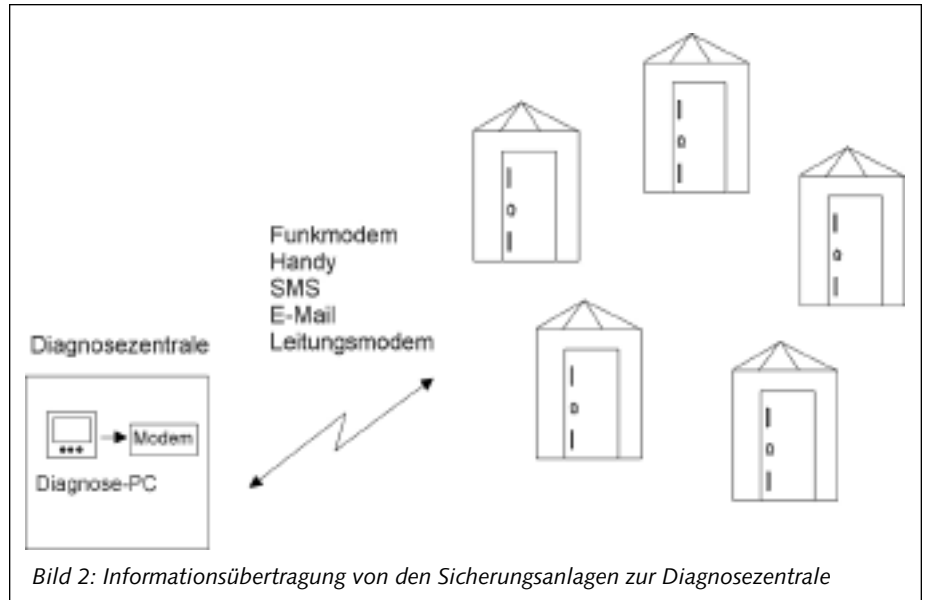 Funkmodem
Handy
SMS
E-Mail
Leitungsmodem
Diagnosezentrale
Modem
Diagnose-PC
Bild 2: Informationsübertragung von den Sicherungsanlagen zur Diagnosezentrale